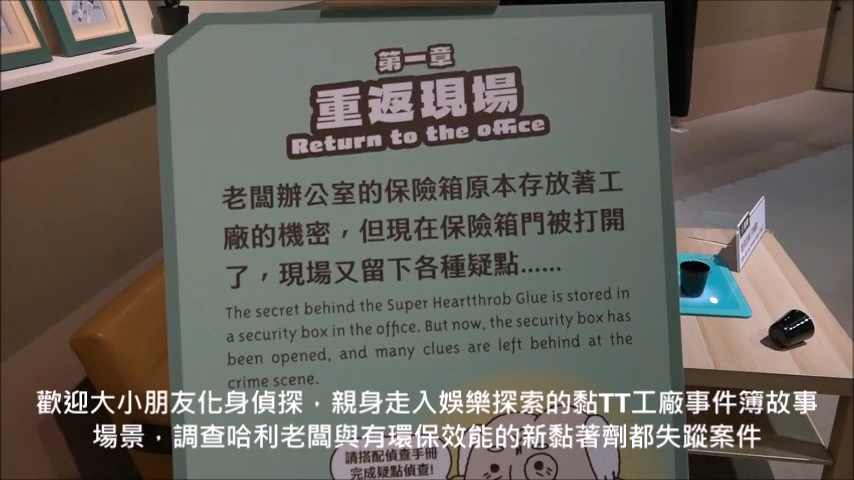 第一章
重返現場
Return to the office
老闆辦公室的保險箱原本存放著工
廠的機密，但現在保險箱門被打開
了，現場又留下各種疑點......
The secret behind the Super Heartthrob Glue is stored in
a security box in the office. But now, the security box has
been opened, and many clues are left behind at the
crime scene.
歡迎大小朋友化身偵探，親身走入娛樂探索的黏TT工廠事件簿故事
場景，調查哈利老闆與有環保效能的新黏著劑都失蹤案件
請搭配偵查手冊
完成疑點偵查!